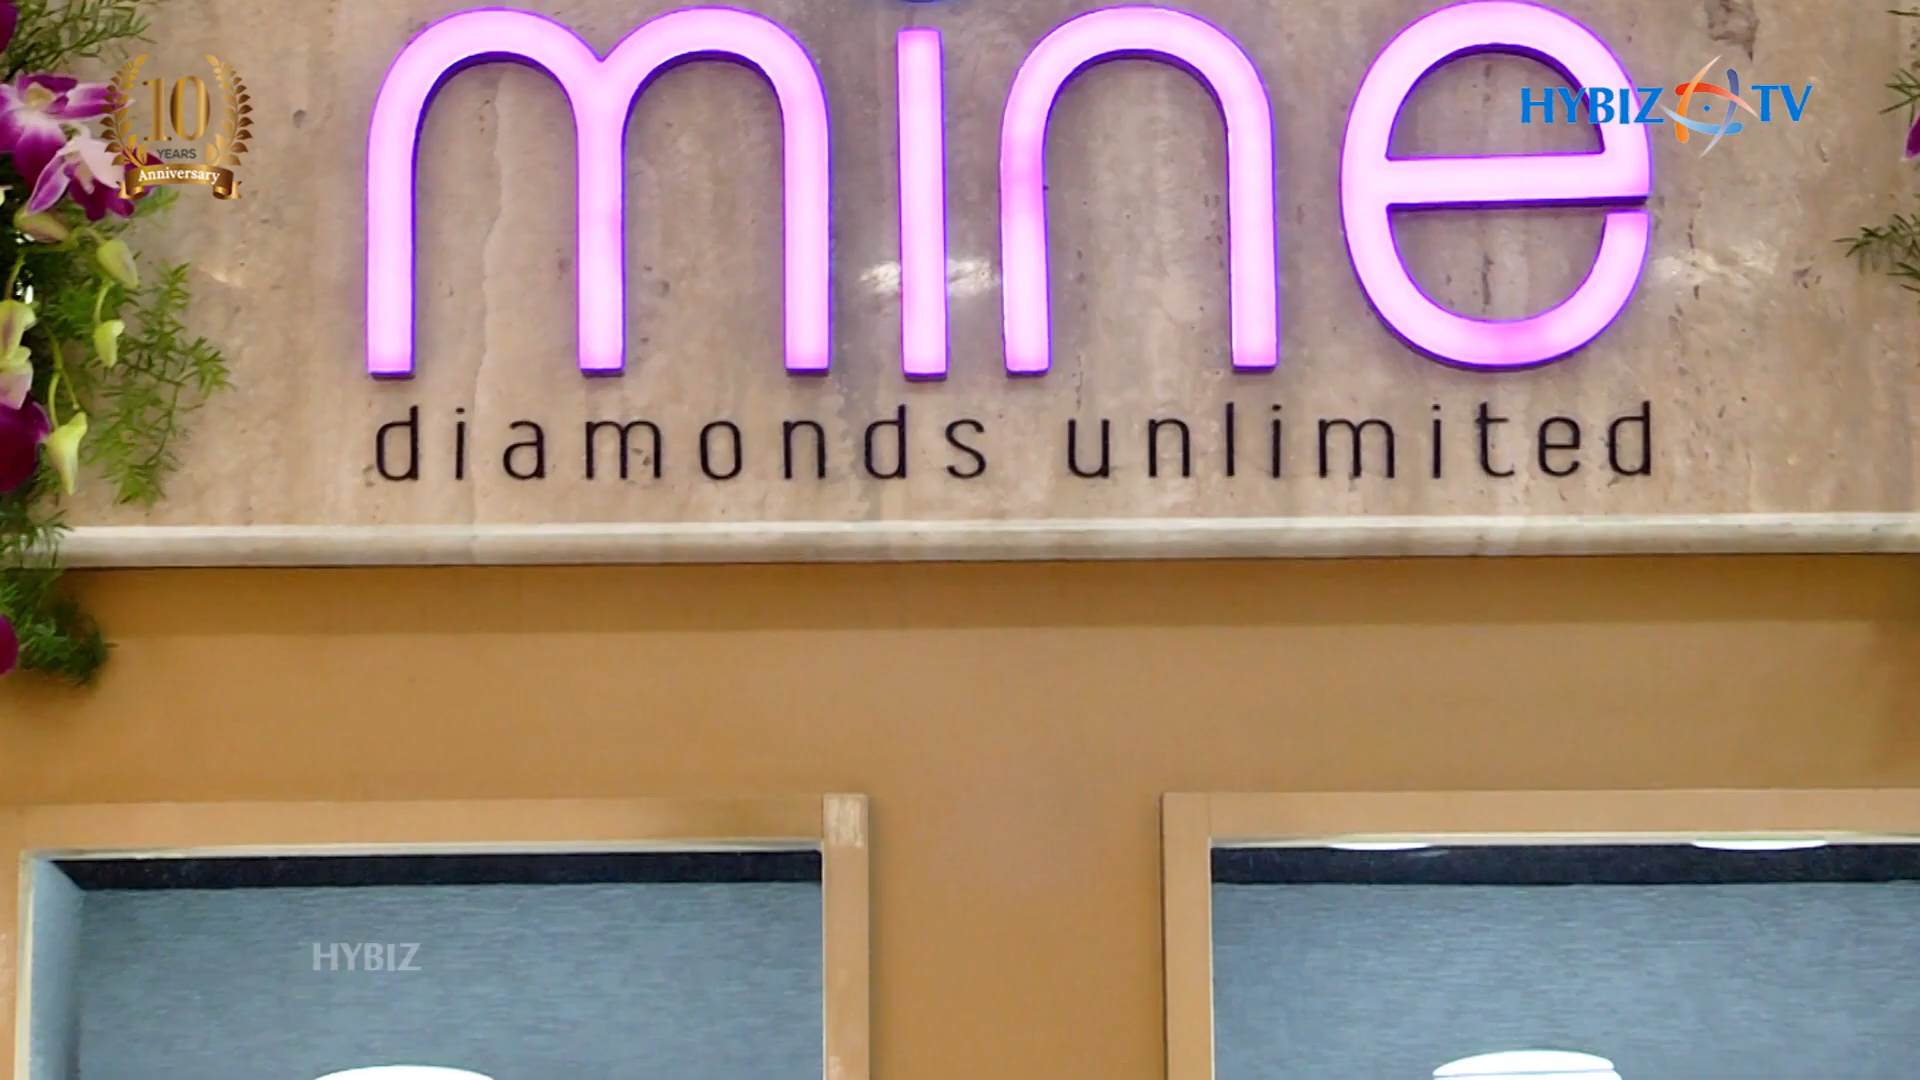 mine
diamonds unlimited
10
YEARS
Anniversary
HYBIZ TV
HYBIZ